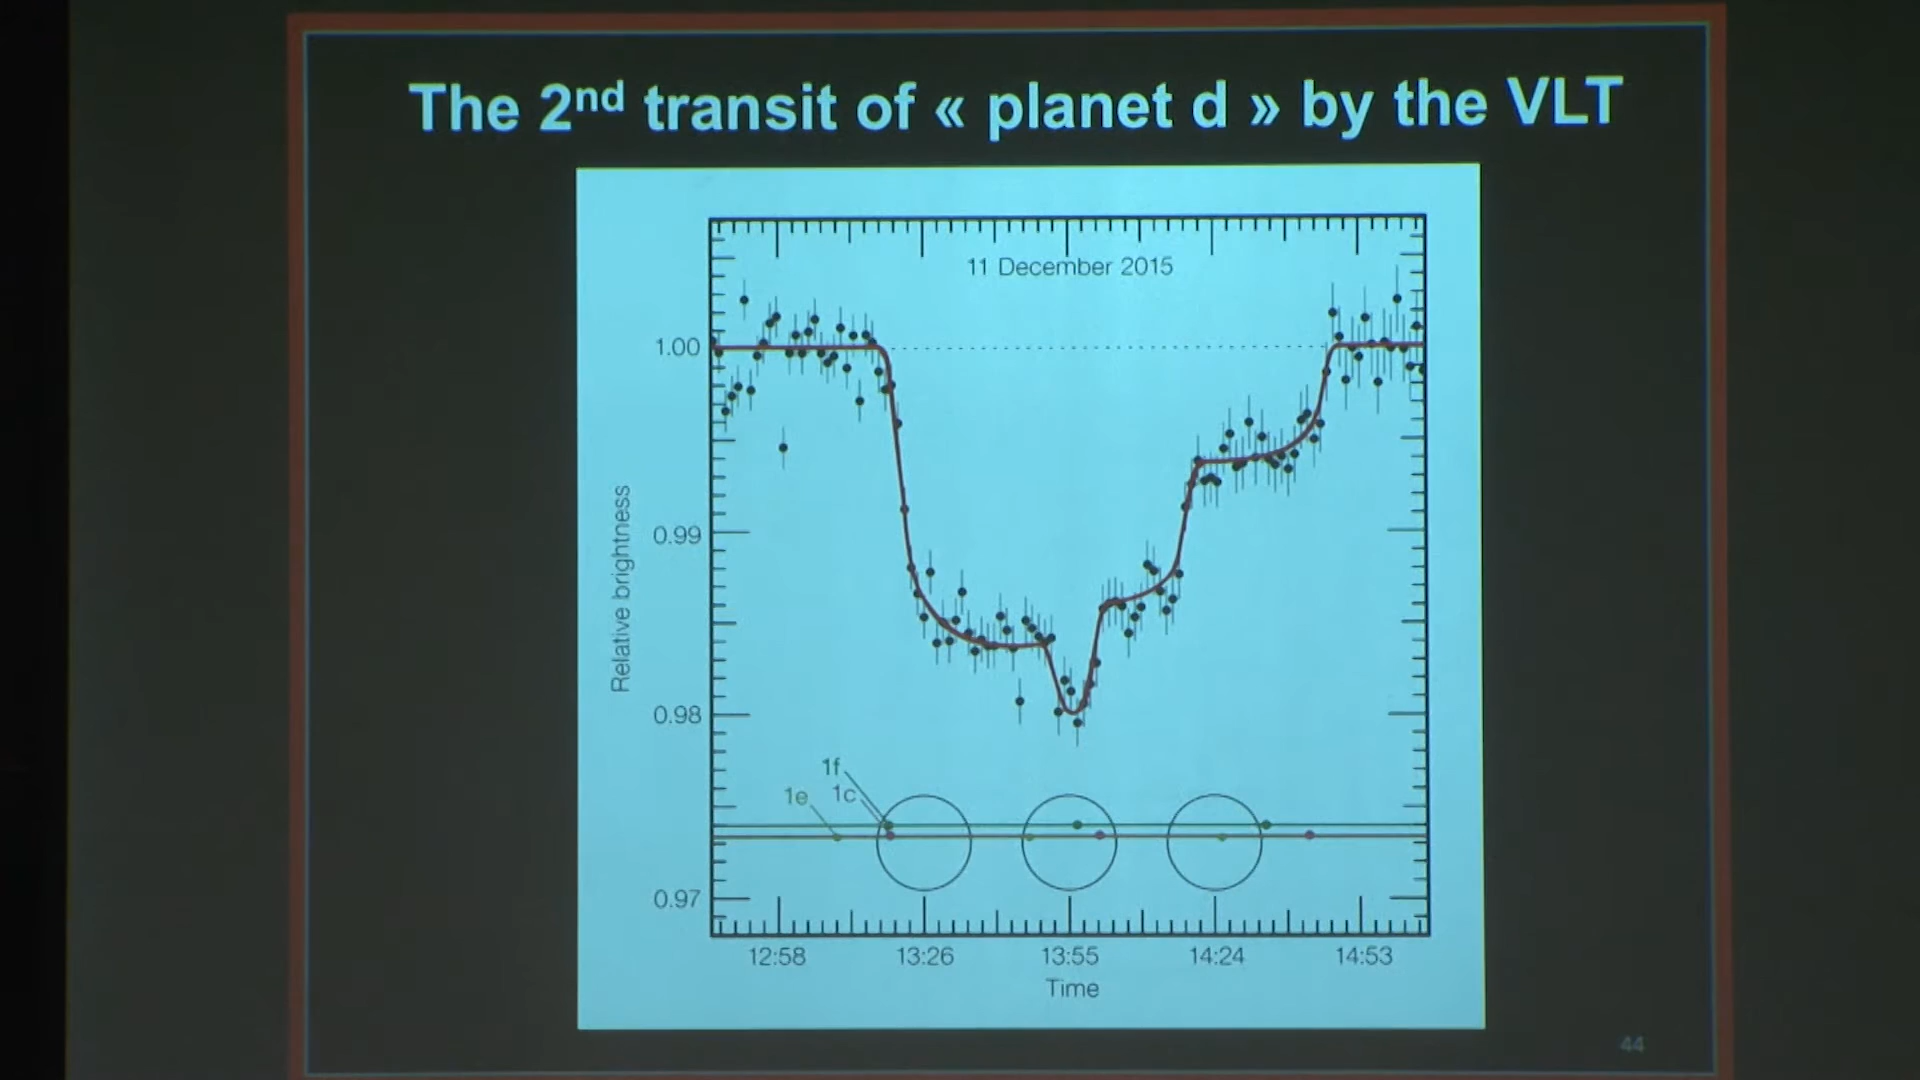 The 2nd transit of « planet d » by the VLT
11 December 2015
1.00
0.99
0.98
0.97
Relative brightness
1f
1e
1c
12:58
13:26
13:55
14:24
14:53
Time
44